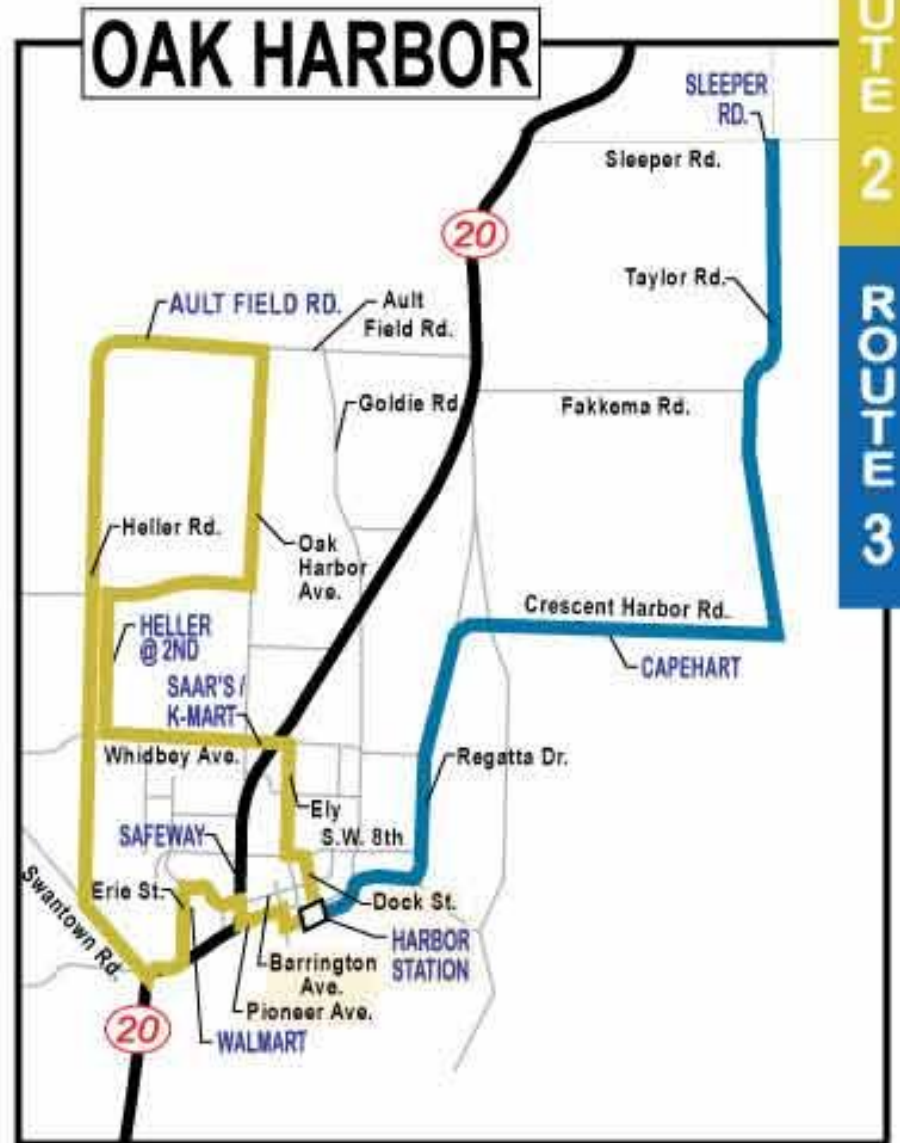 OAK HARBOR
UTE 2
ROUTE 3
SLEEPER
RD.
Sleeper Rd.
20
Taylor Rd.
AULT FIELD RD.
Ault
Field Rd.
Goldie Rd
Fakkema Rd.
Heller Rd.
Oak
Harbor
Ave.
Crescent Harbor Rd.
HELLER
@ 2ND
CAPEHART
SAAR'S /
K-MART
Whidbey Ave.
Regatta Dr.
Ely
SAFEWAY
S.W. 8th
Swantown Rd.
Erie St.
Dock St.
HARBOR
STATION
Barrington
Ave.
Pioneer Ave.
20
WALMART